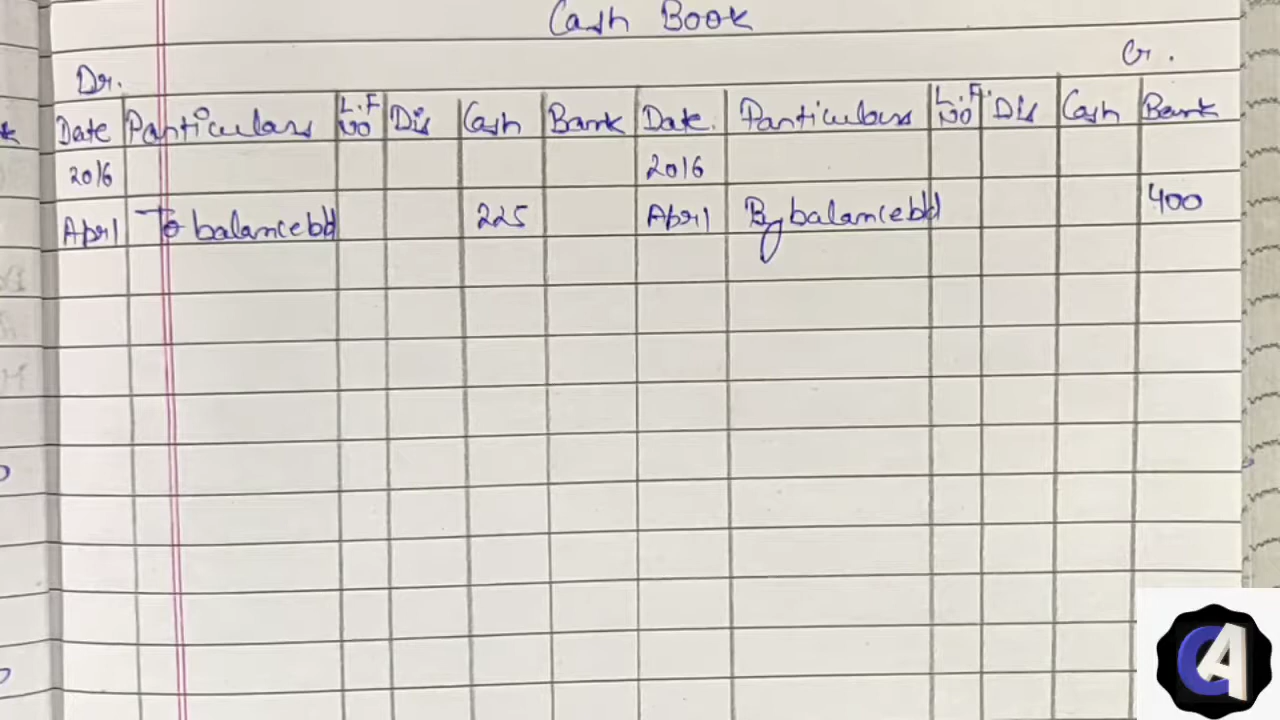 Cash Book
Dr. Cr.
Date Particulars L.F No Dis Cash Bank Date. Particulars L.F. No Dis Cash Bank
2016 2016
April To balance b/d 225 April By balance b/d 400
CA